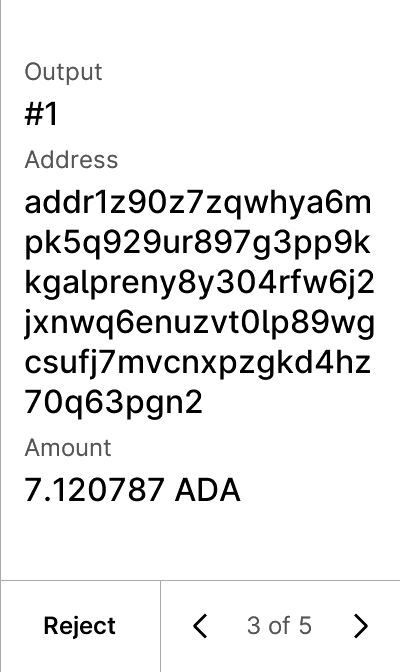 Output
#1
Address
addr1z90z7zqwhya6m
pk5q929ur897g3pp9k
kgalpreny8y304rfw6j2
jxnwq6enuzvt0lp89wg
csufj7mvcnxpzgkd4hz
70q63pgn2
Amount
7.120787 ADA
Reject
3 of 5